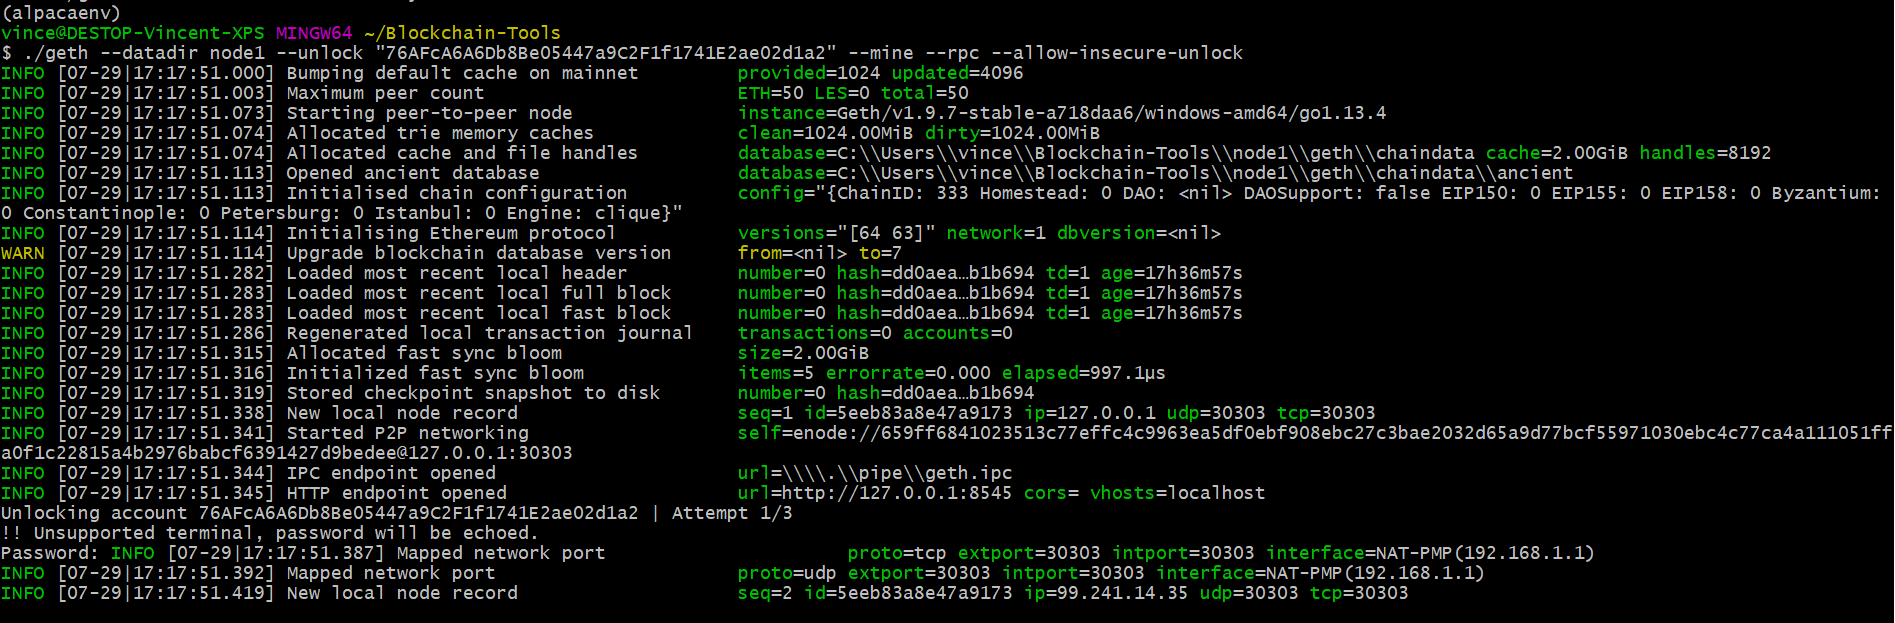 (alpacaenv)
vince@DESTOP-Vincent-XPS MINGW64 ~/Blockchain-Tools
$ ./geth --datadir node1 --unlock "76AFcA6A6Db8Be05447a9C2F1f1741E2ae02d1a2" --mine --rpc --allow-insecure-unlock
INFO [07-29|17:17:51.000] Bumping default cache on mainnet         provided=1024 updated=4096
INFO [07-29|17:17:51.003] Maximum peer count                       ETH=50 LES=0 total=50
INFO [07-29|17:17:51.073] Starting peer-to-peer node               instance=Geth/v1.9.7-stable-a718daa6/windows-amd64/go1.13.4
INFO [07-29|17:17:51.074] Allocated trie memory caches             clean=1024.00MiB dirty=1024.00MiB
INFO [07-29|17:17:51.074] Allocated cache and file handles         database=C:\\Users\\vince\\Blockchain-Tools\\node1\\geth\\chaindata cache=2.00GiB handles=8192
INFO [07-29|17:17:51.113] Opened ancient database                  database=C:\\Users\\vince\\Blockchain-Tools\\node1\\geth\\chaindata\\ancient
INFO [07-29|17:17:51.113] Initialised chain configuration          config="{ChainID: 333 Homestead: 0 DAO: <nil> DAOSupport: false EIP150: 0 EIP155: 0 EIP158: 0 Byzantium:
0 Constantinople: 0 Petersburg: 0 Istanbul: 0 Engine: clique}"
INFO [07-29|17:17:51.114] Initialising Ethereum protocol           versions="[64 63]" network=1 dbversion=<nil>
WARN [07-29|17:17:51.114] Upgrade blockchain database version      from=<nil> to=7
INFO [07-29|17:17:51.282] Loaded most recent local header          number=0 hash=dd0aea…b1b694 td=1 age=17h36m57s
INFO [07-29|17:17:51.283] Loaded most recent local full block      number=0 hash=dd0aea…b1b694 td=1 age=17h36m57s
INFO [07-29|17:17:51.283] Loaded most recent local fast block      number=0 hash=dd0aea…b1b694 td=1 age=17h36m57s
INFO [07-29|17:17:51.286] Regenerated local transaction journal    transactions=0 accounts=0
INFO [07-29|17:17:51.315] Allocated fast sync bloom                size=2.00GiB
INFO [07-29|17:17:51.316] Initialized fast sync bloom              items=5 errorrate=0.000 elapsed=997.1µs
INFO [07-29|17:17:51.319] Stored checkpoint snapshot to disk       number=0 hash=dd0aea…b1b694
INFO [07-29|17:17:51.338] New local node record                    seq=1 id=5eeb83a8e47a9173 ip=127.0.0.1 udp=30303 tcp=30303
INFO [07-29|17:17:51.341] Started P2P networking                   self=enode://659ff6841023513c77effc4c9963ea5df0ebf908ebc27c3bae2032d65a9d77bcf55971030ebc4c77ca4a111051ff
a0f1c22815a4b2976babcf6391427d9bedee@127.0.0.1:30303
INFO [07-29|17:17:51.344] IPC endpoint opened                      url=\\\\.\\pipe\\geth.ipc
INFO [07-29|17:17:51.345] HTTP endpoint opened                     url=http://127.0.0.1:8545 cors= vhosts=localhost
Unlocking account 76AFcA6A6Db8Be05447a9C2F1f1741E2ae02d1a2 | Attempt 1/3
!! Unsupported terminal, password will be echoed.
Password: INFO [07-29|17:17:51.387] Mapped network port                      proto=tcp extport=30303 intport=30303 interface=NAT-PMP(192.168.1.1)
INFO [07-29|17:17:51.392] Mapped network port                      proto=udp extport=30303 intport=30303 interface=NAT-PMP(192.168.1.1)
INFO [07-29|17:17:51.419] New local node record                    seq=2 id=5eeb83a8e47a9173 ip=99.241.14.35 udp=30303 tcp=30303